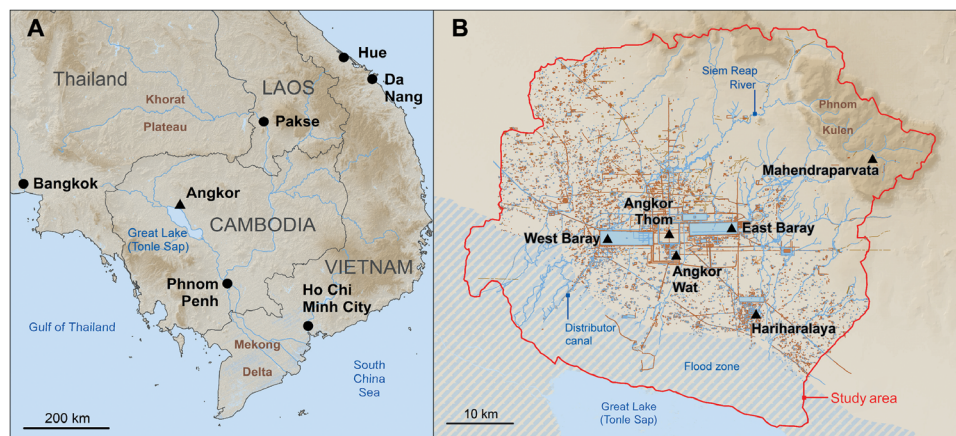 A
Hue
Thailand
LAOS
Da
Nang
Khorat
Plateau
Pakse
Bangkok
Angkor
CAMBODIA
Great Lake
(Tonle Sap)
VIETNAM
Phnom
Penh
Ho Chi
Minh City
Gulf of Thailand
Mekong
Delta
South
China
Sea
200 km
B
Siem Reap
River
Phnom
Kulen
Mahendraparvata
Angkor
Thom
East Baray
West Baray
Angkor
Wat
Hariharalaya
Distributor
canal
Flood zone
Study area
Great Lake
(Tonle Sap)
10 km